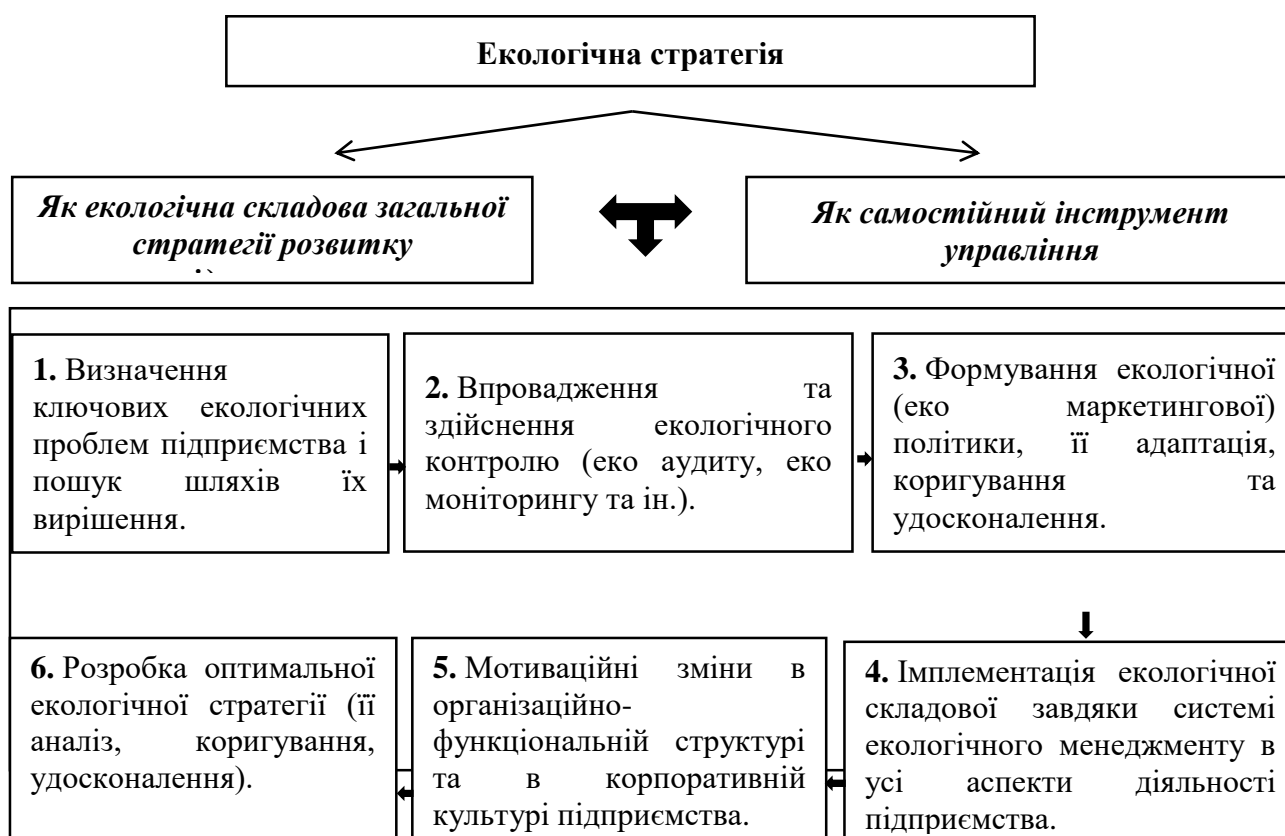 Екологічна стратегія
Як екологічна складова загальної
стратегії розвитку
Як самостійний інструмент
управління
1. Визначення
ключових екологічних
проблем підприємства і
пошук шляхів їх
вирішення.
2. Впровадження та
здійснення екологічного
контролю (еко аудиту, еко
моніторингу та ін.).
3. Формування екологічної
(еко маркетингової)
політики, її адаптація,
коригування та
удосконалення.
6. Розробка оптимальної
екологічної стратегії (її
аналіз, коригування,
удосконалення).
5. Мотиваційні зміни в
організаційно-
функціональній структурі
та в корпоративній
культурі підприємства.
4. Імплементація екологічної
складової завдяки системі
екологічного менеджменту в
усі аспекти діяльності
підприємства.